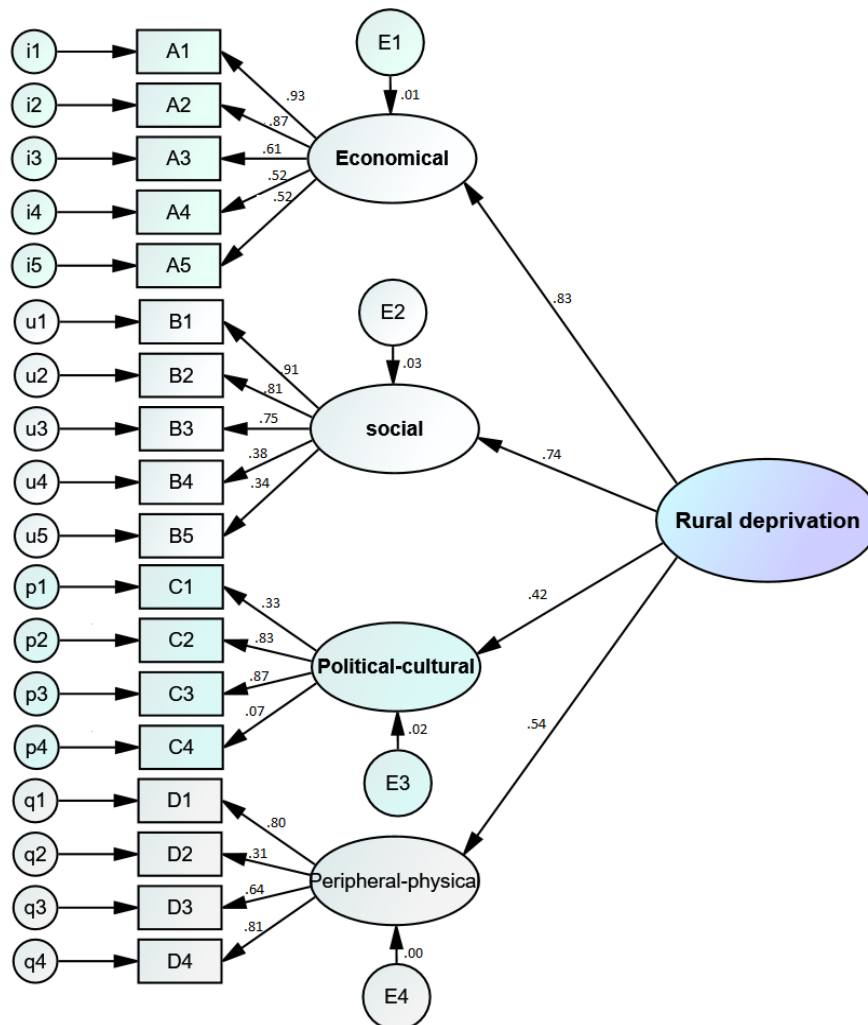 E1
i1
A1
.01
.93
i2
A2
.87
Economical
i3
A3
.61
.52
i4
A4
.52
i5
A5
.83
E2
u1
B1
.03
.91
u2
B2
.81
social
u3
B3
.75
.38
.74
u4
B4
.34
Rural deprivation
u5
B5
p1
C1
.33
.42
p2
C2
.83
Political-cultural
p3
C3
.87
.02
.54
p4
C4
.07
E3
q1
D1
.80
q2
D2
.31
Peripheral-physical
q3
D3
.64
q4
D4
.81
.00
E4